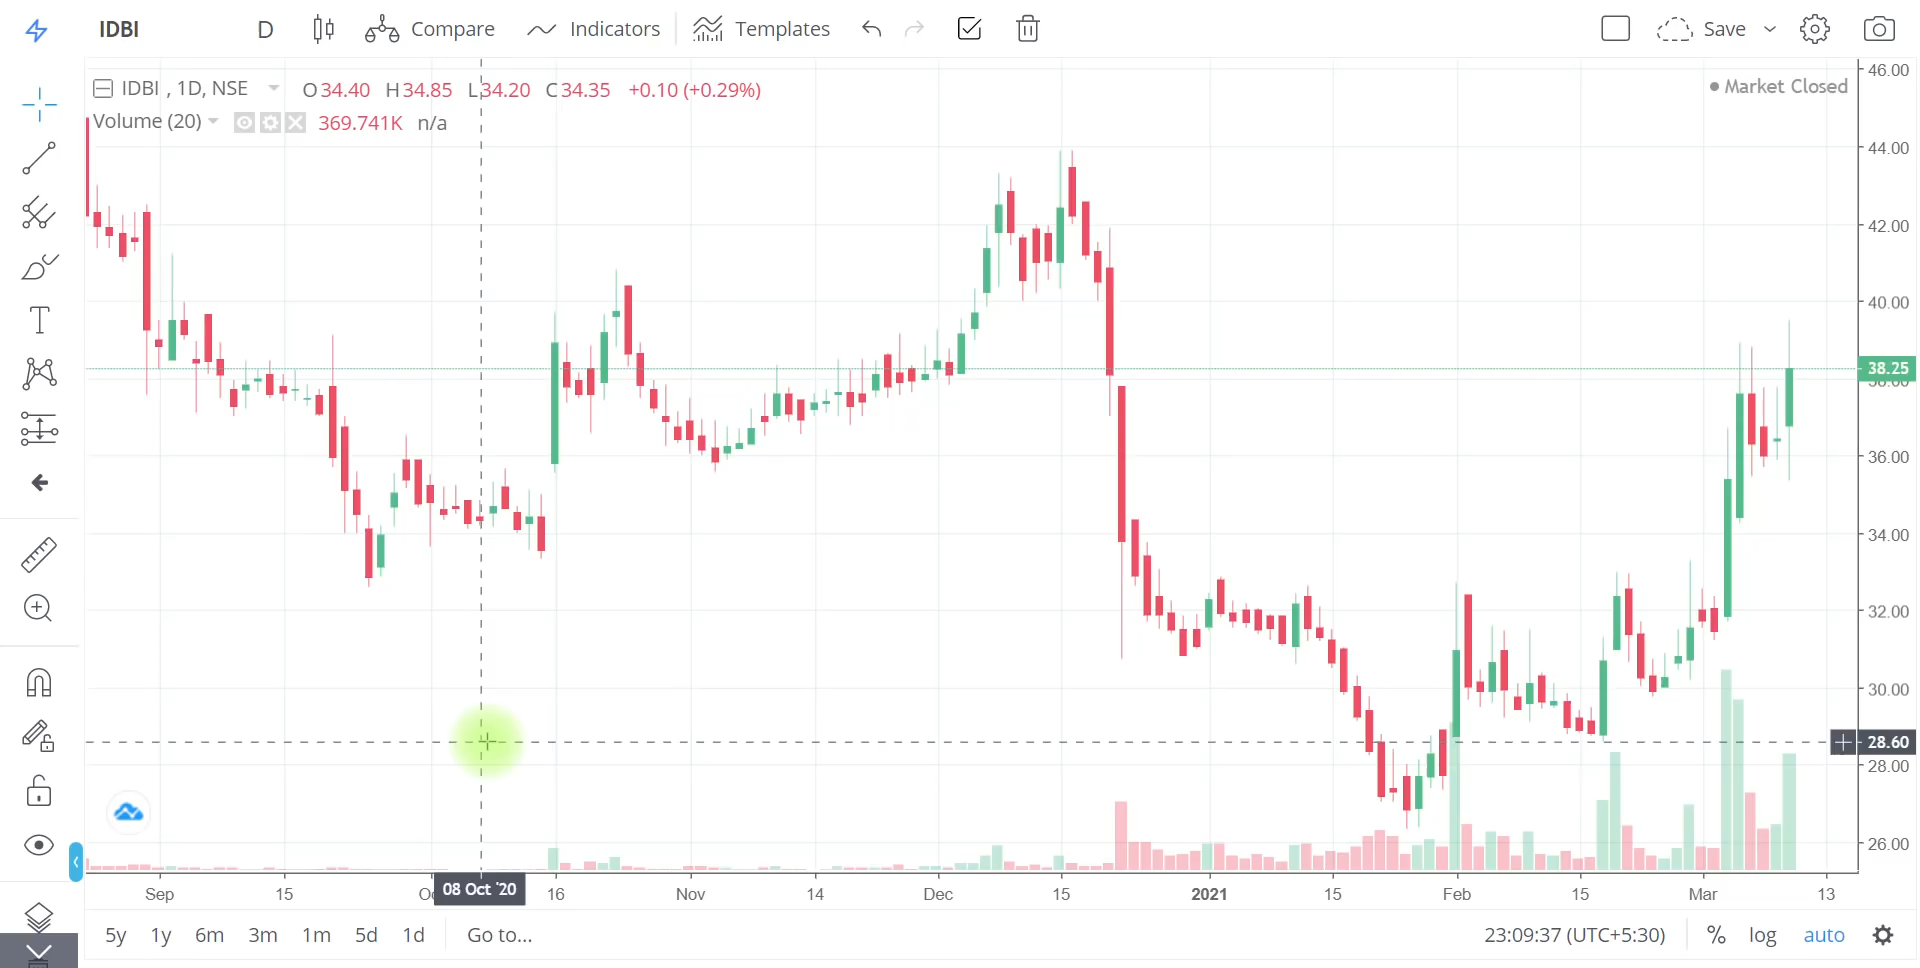 IDBI D Compare Indicators Templates Save
IDBI , 1D, NSE O34.40 H34.85 L34.20 C34.35 +0.10 (+0.29%)
Market Closed
Volume (20) 369.741K n/a
46.00
44.00
42.00
40.00
38.25
38.00
36.00
34.00
32.00
30.00
28.60
28.00
26.00
Sep 15 08 Oct '20 16 Nov 14 Dec 15 2021 15 Feb 15 Mar 13
5y 1y 6m 3m 1m 5d 1d Go to... 23:09:37 (UTC+5:30) % log auto